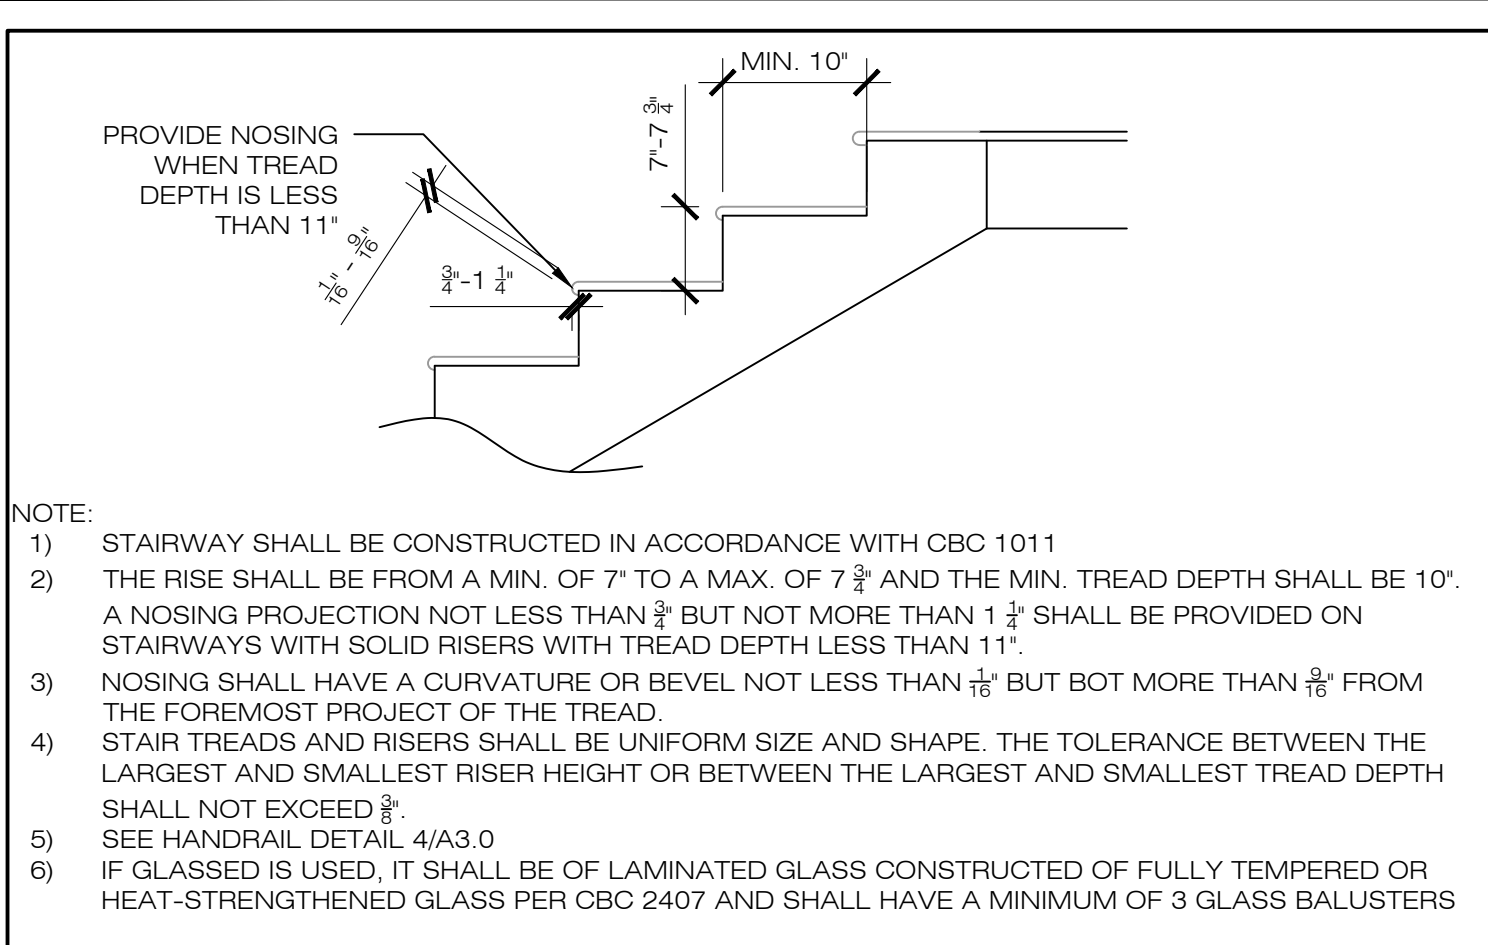 MIN. 10"
7"-7 3/4"
PROVIDE NOSING
WHEN TREAD
DEPTH IS LESS
THAN 11"
1/16" - 9/16"
3/4"-1 1/4"
NOTE:
1) STAIRWAY SHALL BE CONSTRUCTED IN ACCORDANCE WITH CBC 1011
2) THE RISE SHALL BE FROM A MIN. OF 7" TO A MAX. OF 7 3/4" AND THE MIN. TREAD DEPTH SHALL BE 10".
A NOSING PROJECTION NOT LESS THAN 3/4" BUT NOT MORE THAN 1 1/4" SHALL BE PROVIDED ON
STAIRWAYS WITH SOLID RISERS WITH TREAD DEPTH LESS THAN 11".
3) NOSING SHALL HAVE A CURVATURE OR BEVEL NOT LESS THAN 1/16" BUT BOT MORE THAN 9/16" FROM
THE FOREMOST PROJECT OF THE TREAD.
4) STAIR TREADS AND RISERS SHALL BE UNIFORM SIZE AND SHAPE. THE TOLERANCE BETWEEN THE
LARGEST AND SMALLEST RISER HEIGHT OR BETWEEN THE LARGEST AND SMALLEST TREAD DEPTH
SHALL NOT EXCEED 3/8".
5) SEE HANDRAIL DETAIL 4/A3.0
6) IF GLASSED IS USED, IT SHALL BE OF LAMINATED GLASS CONSTRUCTED OF FULLY TEMPERED OR
HEAT-STRENGTHENED GLASS PER CBC 2407 AND SHALL HAVE A MINIMUM OF 3 GLASS BALUSTERS